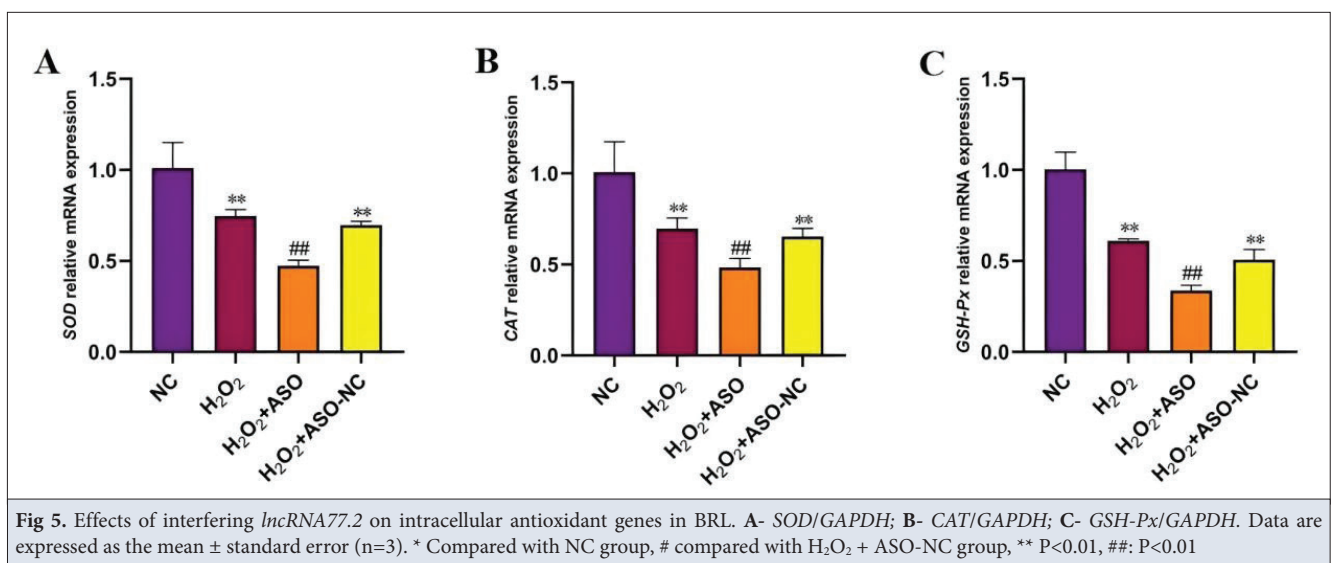 A
SOD relative mRNA expression
1.5
1.0
0.5
0.0
**
##
**
NC
H₂O₂
H₂O₂+ASO
H₂O₂+ASO-NC
B
CAT relative mRNA expression
1.5
1.0
0.5
0.0
**
##
**
NC
H₂O₂
H₂O₂+ASO
H₂O₂+ASO-NC
C
GSH-Px relative mRNA expression
1.5
1.0
0.5
0.0
**
##
**
NC
H₂O₂
H₂O₂+ASO
H₂O₂+ASO-NC
Fig 5. Effects of interfering lncRNA77.2 on intracellular antioxidant genes in BRL. A- SOD/GAPDH; B- CAT/GAPDH; C- GSH-Px/GAPDH. Data are
expressed as the mean ± standard error (n=3). * Compared with NC group, # compared with H₂O₂ + ASO-NC group, ** P<0.01, ##: P<0.01